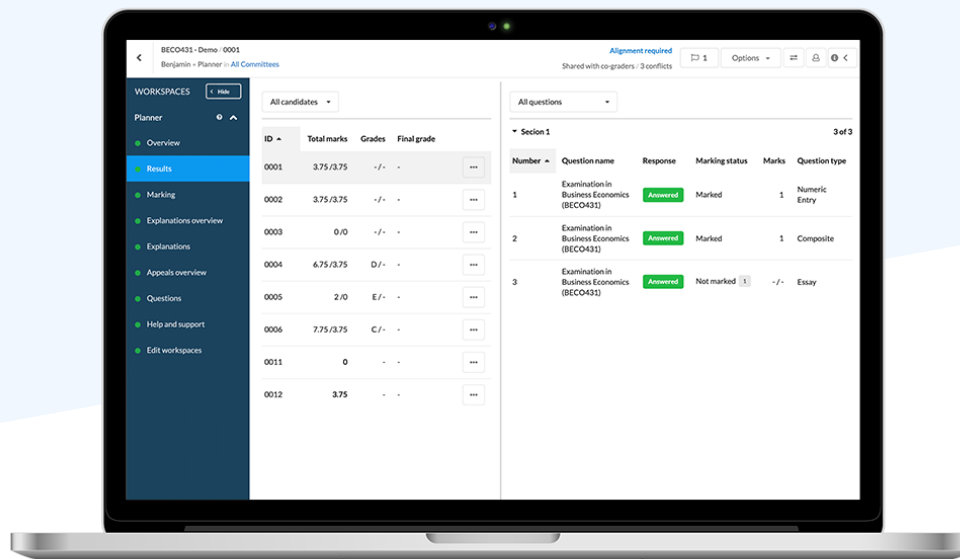 BECO431 - Demo / 0001
Benjamin • Planner in All Committees
Alignment required
Shared with co-graders / 3 conflicts
1
Options
WORKSPACES
Hide
Planner
Overview
Results
Marking
Explanations overview
Explanations
Appeals overview
Questions
Help and support
Edit workspaces
All candidates
ID Total marks Grades Final grade
0001 3.75 /3.75 - / - -
0002 3.75 /3.75 - / - -
0003 0/0 - / - -
0004 6.75 /3.75 D / - -
0005 2 /0 E / - -
0006 7.75 /3.75 C / - -
0011 0 - -
0012 3.75 - -
All questions
Secion 1 3 of 3
Number Question name Response Marking status Marks Question type
1 Examination in Business Economics (BECO431) Answered Marked 1 Numeric Entry
2 Examination in Business Economics (BECO431) Answered Marked 1 Composite
3 Examination in Business Economics (BECO431) Answered Not marked 1 - / - Essay